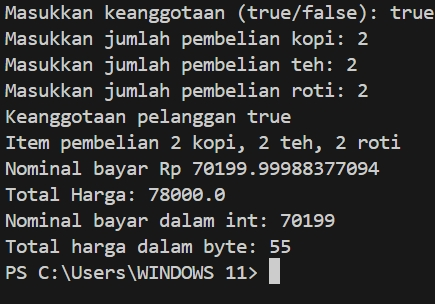 Masukkan keanggotaan (true/false): true
Masukkan jumlah pembelian kopi: 2
Masukkan jumlah pembelian teh: 2
Masukkan jumlah pembelian roti: 2
Keanggotaan pelanggan true
Item pembelian 2 kopi, 2 teh, 2 roti
Nominal bayar Rp 70199.99988377094
Total Harga: 78000.0
Nominal bayar dalam int: 70199
Total harga dalam byte: 55
PS C:\Users\WINDOWS 11>